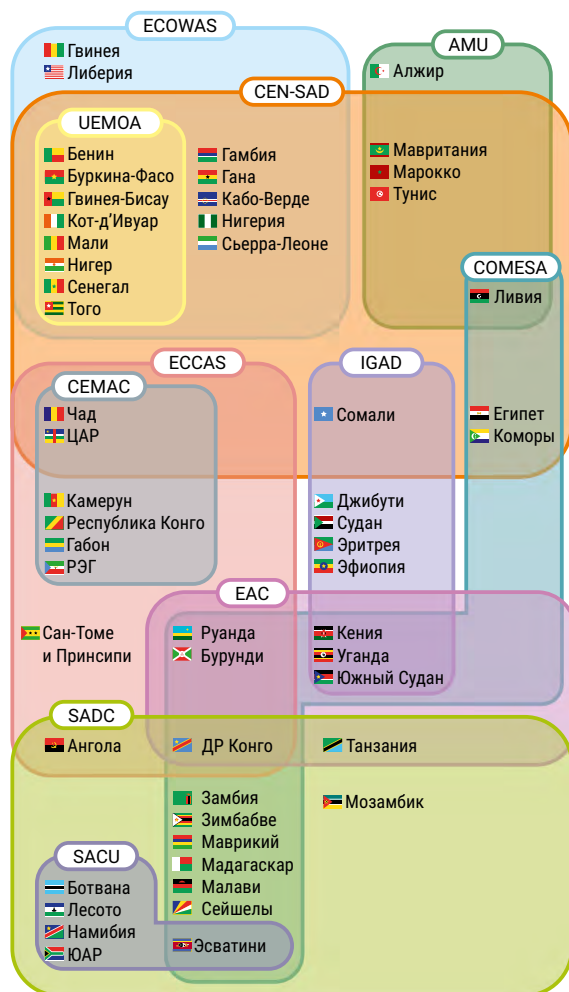 ECOWAS
Гвинея
Либерия
AMU
Алжир
CEN-SAD
UEMOA
Бенин
Буркина-Фасо
Гвинея-Бисау
Кот-д’Ивуар
Мали
Нигер
Сенегал
Того
Гамбия
Гана
Кабо-Верде
Нигерия
Сьерра-Леоне
Мавритания
Марокко
Тунис
COMESA
Ливия
ECCAS
CEMAC
Чад
ЦАР
IGAD
Сомали
Египет
Коморы
Камерун
Республика Конго
Габон
РЭГ
Джибути
Судан
Эритрея
Эфиопия
EAC
Сан-Томе
и Принсипи
Руанда
Бурунди
Кения
Уганда
Южный Судан
SADC
Ангола
ДР Конго
Танзания
Замбия
Зимбабве
Маврикий
Мадагаскар
Малави
Сейшелы
Мозамбик
SACU
Ботвана
Лесото
Намибия
ЮАР
Эсватини